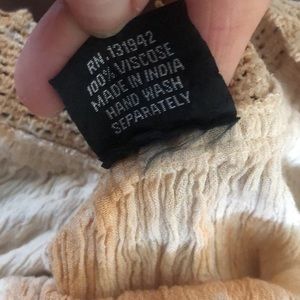 RN. 131942
100% VISCOSE
MADE IN INDIA
HAND WASH
SEPARATELY